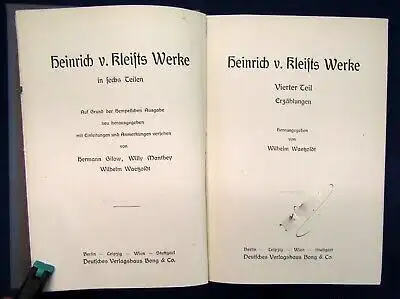 Heinrich v. Kleists Werke
in sechs Teilen
Auf Grund der Hempelschen Ausgabe
neu herausgegeben
mit Einleitungen und Anmerkungen versehen
von
Hermann Gilow, Willy Manthey
Wilhelm Waetzoldt
Berlin — Leipzig — Wien — Stuttgart
Deutsches Verlagshaus Bong & Co.
Heinrich v. Kleists Werke
Vierter Teil
Erzählungen
Herausgegeben
von
Wilhelm Waetzoldt
Berlin — Leipzig — Wien — Stuttgart
Deutsches Verlagshaus Bong & Co.